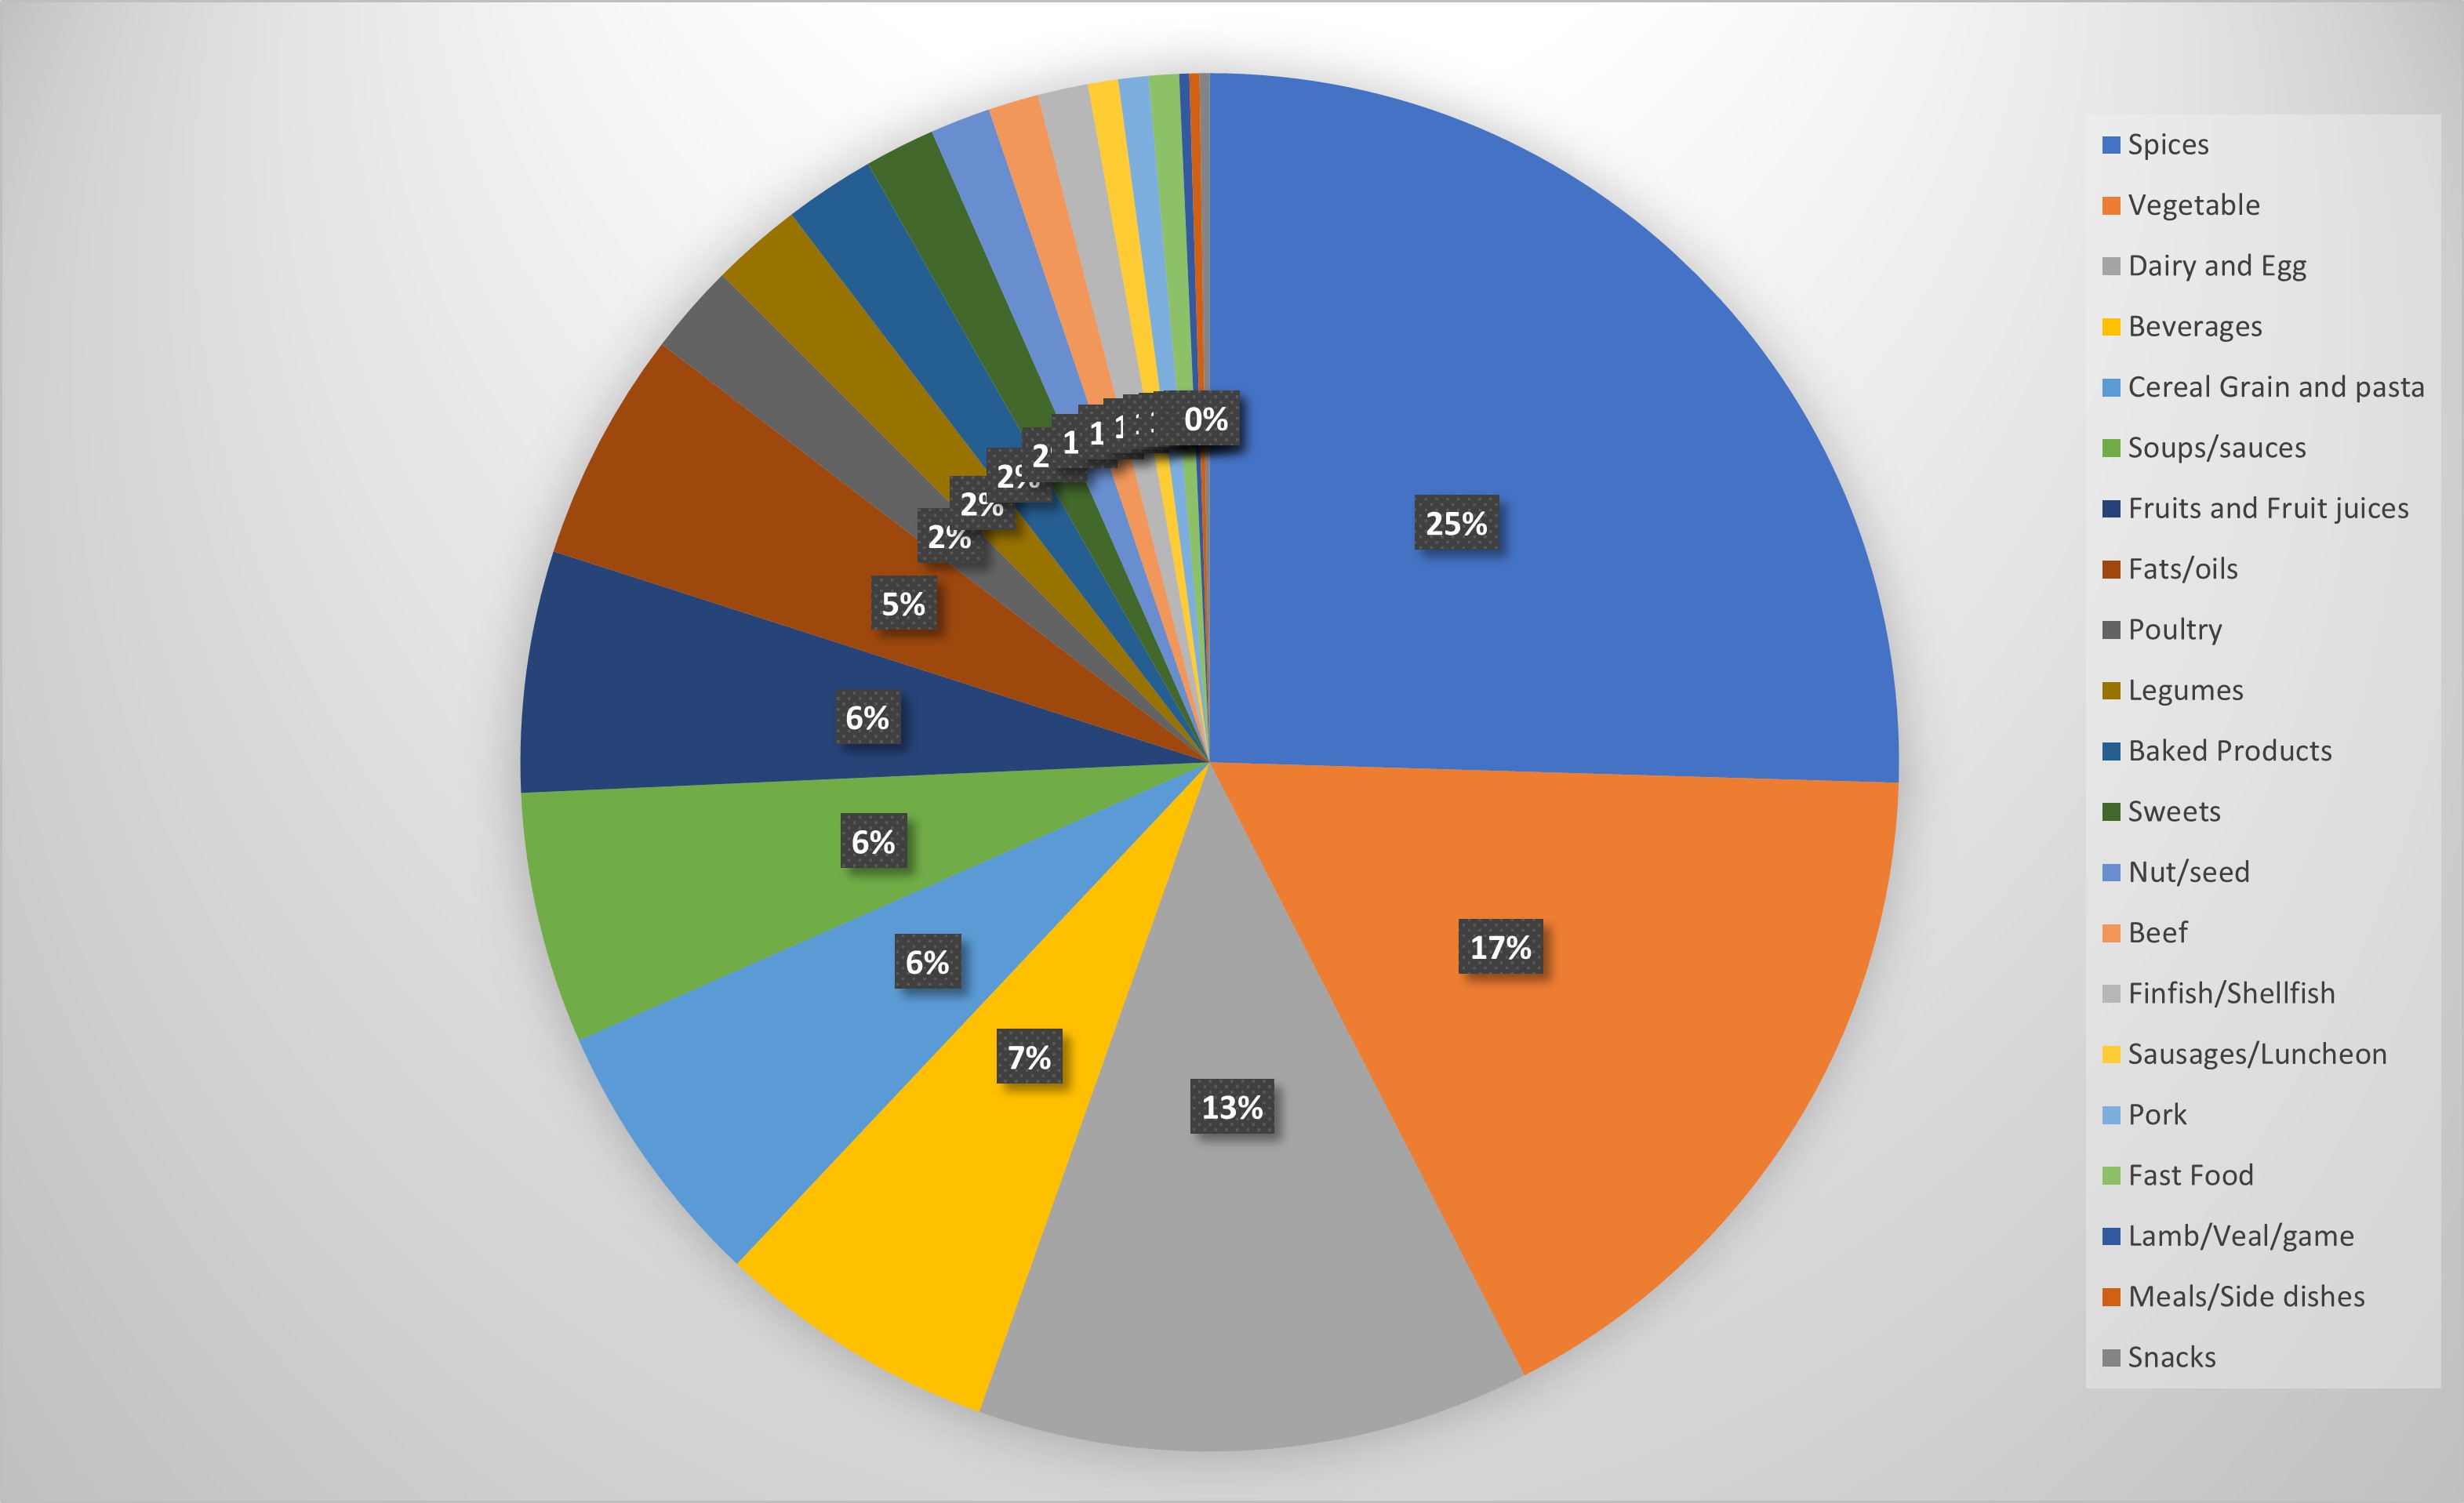 25%
17%
13%
7%
6%
6%
6%
5%
2%
2%
2%
0%
Spices
Vegetable
Dairy and Egg
Beverages
Cereal Grain and pasta
Soups/sauces
Fruits and Fruit juices
Fats/oils
Poultry
Legumes
Baked Products
Sweets
Nut/seed
Beef
Finfish/Shellfish
Sausages/Luncheon
Pork
Fast Food
Lamb/Veal/game
Meals/Side dishes
Snacks